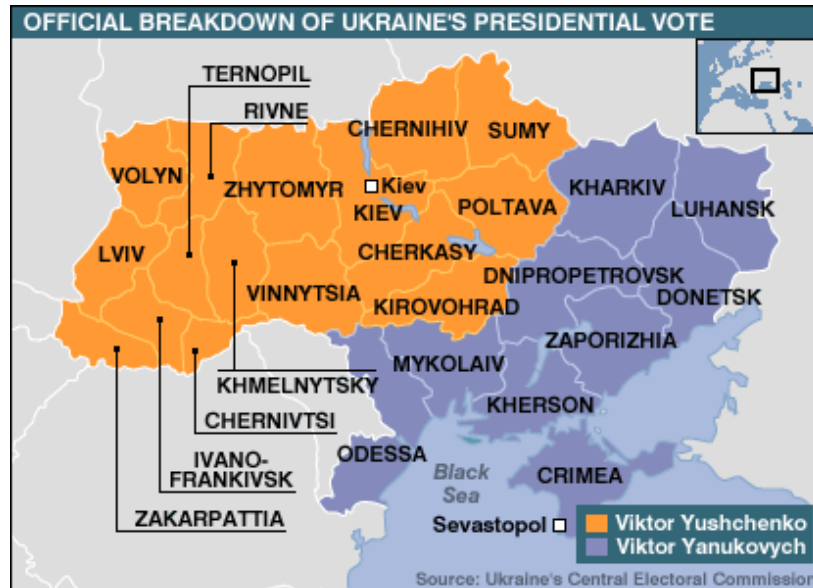 OFFICIAL BREAKDOWN OF UKRAINE'S PRESIDENTIAL VOTE
TERNOPIL
RIVNE
CHERNIHIV
SUMY
VOLYN
ZHYTOMYR
Kiev
KIEV
POLTAVA
KHARKIV
LUHANSK
LVIV
CHERKASY
VINNYTSIA
KIROVOHRAD
DNIPROPETROVSK
DONETSK
ZAPORIZHIA
MYKOLAIV
KHMELNYTSKY
KHERSON
CHERNIVTSI
ODESSA
IVANO-
FRANKIVSK
Black
Sea
CRIMEA
ZAKARPATTIA
Sevastopol
Viktor Yushchenko
Viktor Yanukovych
Source: Ukraine's Central Electoral Commission